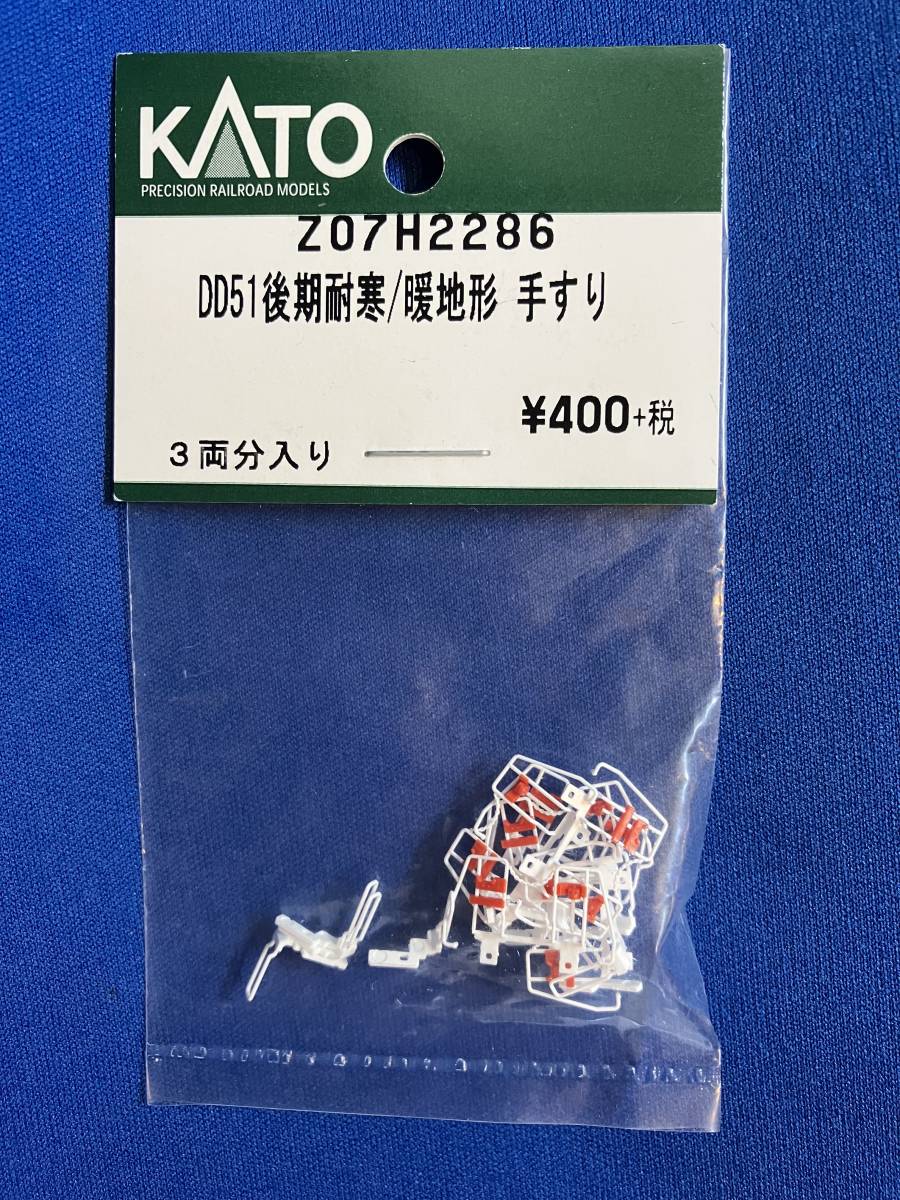 KATO
PRECISION RAILROAD MODELS
Z07H2286
DD51後期耐寒/暖地形 手すり
¥400+税
3両分入り